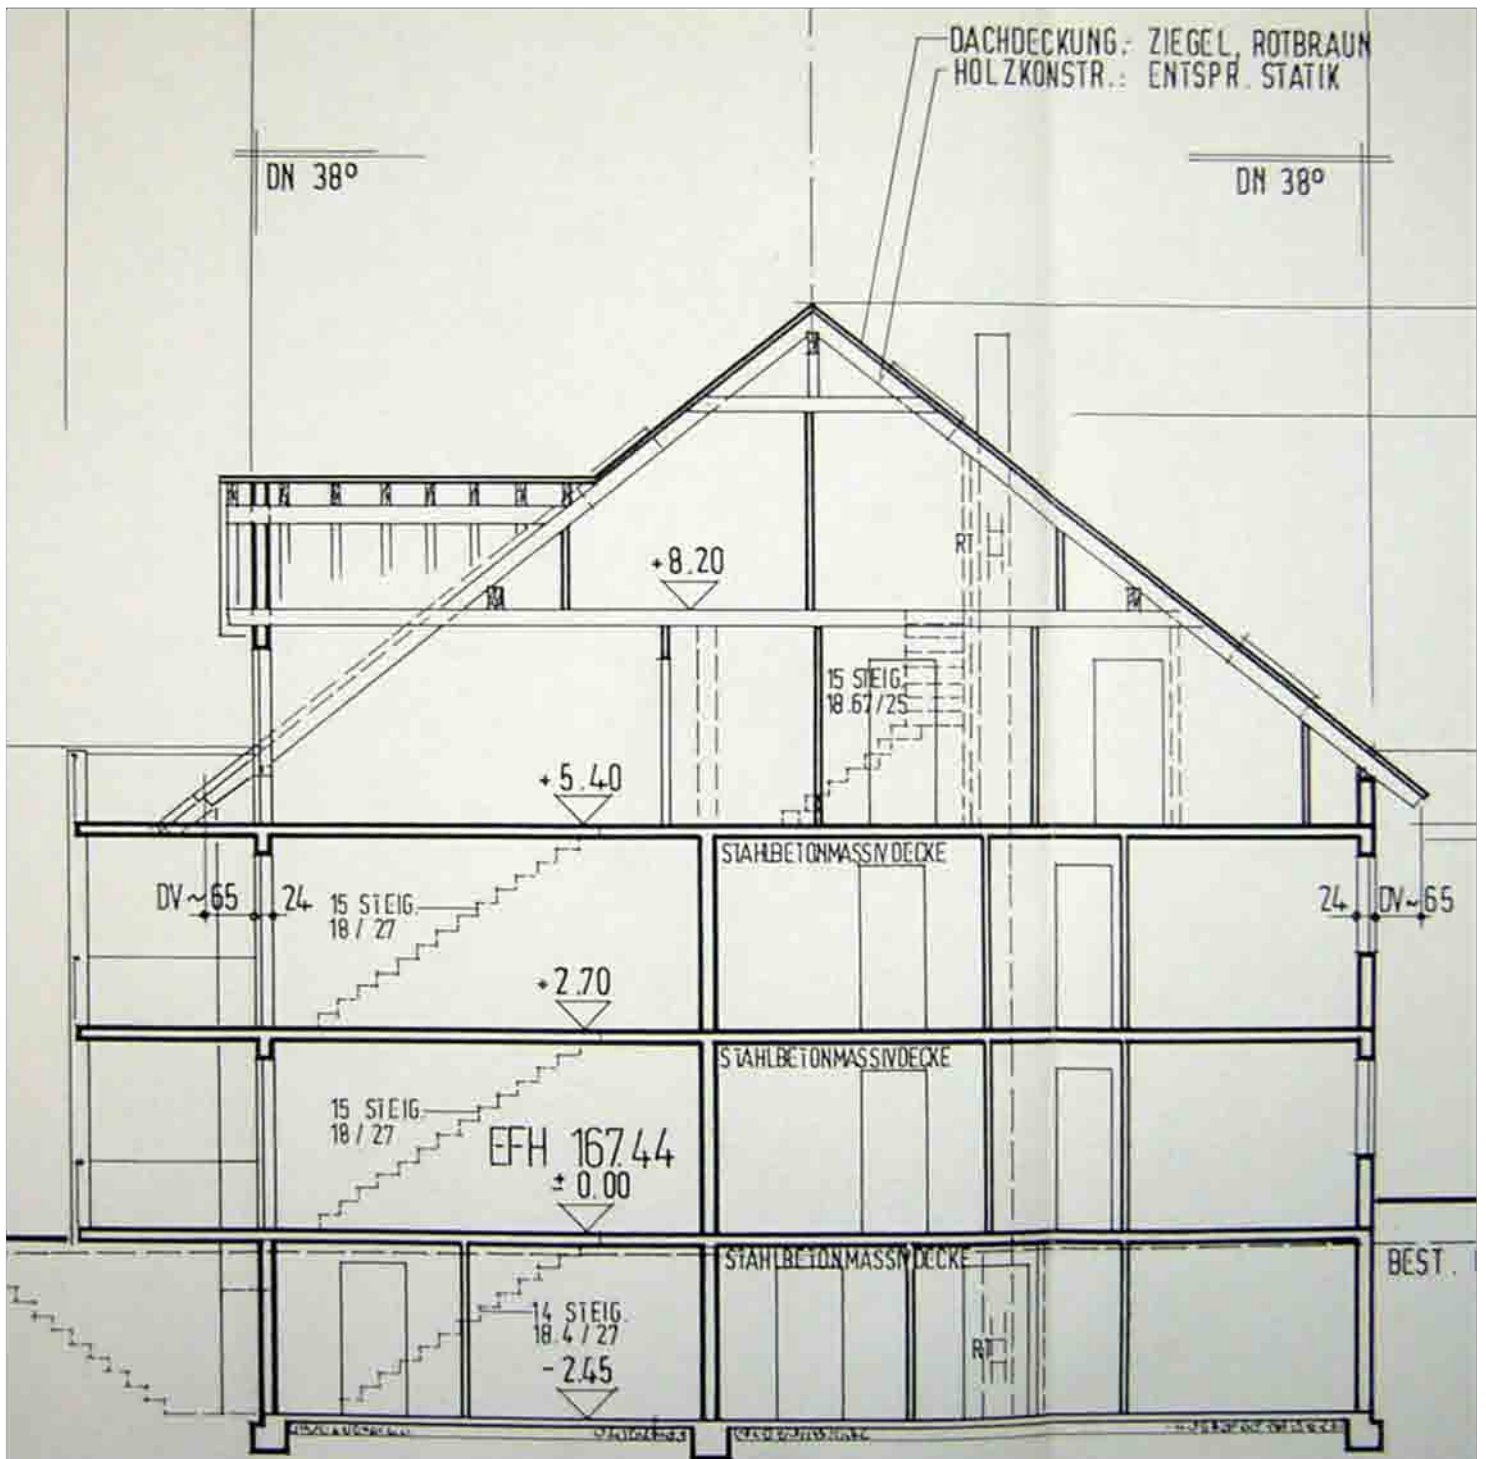 DACHDECKUNG.: ZIEGEL, ROTBRAUN
HOLZKONSTR.: ENTSPR. STATIK
DN 38°
DN 38°
+8.20
RT
15 STEIG.
18.67/25
+5.40
STAHLBETONMASSIVDECKE
DV~65
24
15 STEIG.
18/27
24
DV~65
+2.70
STAHLBETONMASSIVDECKE
15 STEIG.
18/27
EFH 167.44
± 0.00
STAHLBETONMASSIVDECKE
BEST.
14 STEIG.
18.4/27
RT
- 2.45